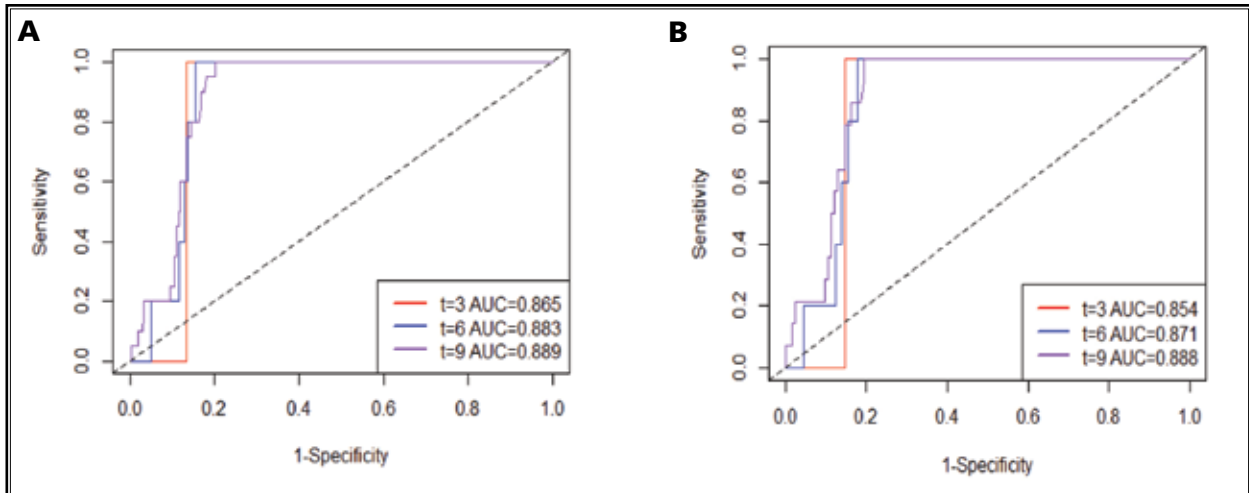 A
1.0
0.8
0.6
0.4
0.2
0.0
Sensitivity
t=3 AUC=0.865
t=6 AUC=0.883
t=9 AUC=0.889
0.0 0.2 0.4 0.6 0.8 1.0
1-Specificity
B
1.0
0.8
0.6
0.4
0.2
0.0
Sensitivity
t=3 AUC=0.854
t=6 AUC=0.871
t=9 AUC=0.888
0.0 0.2 0.4 0.6 0.8 1.0
1-Specificity